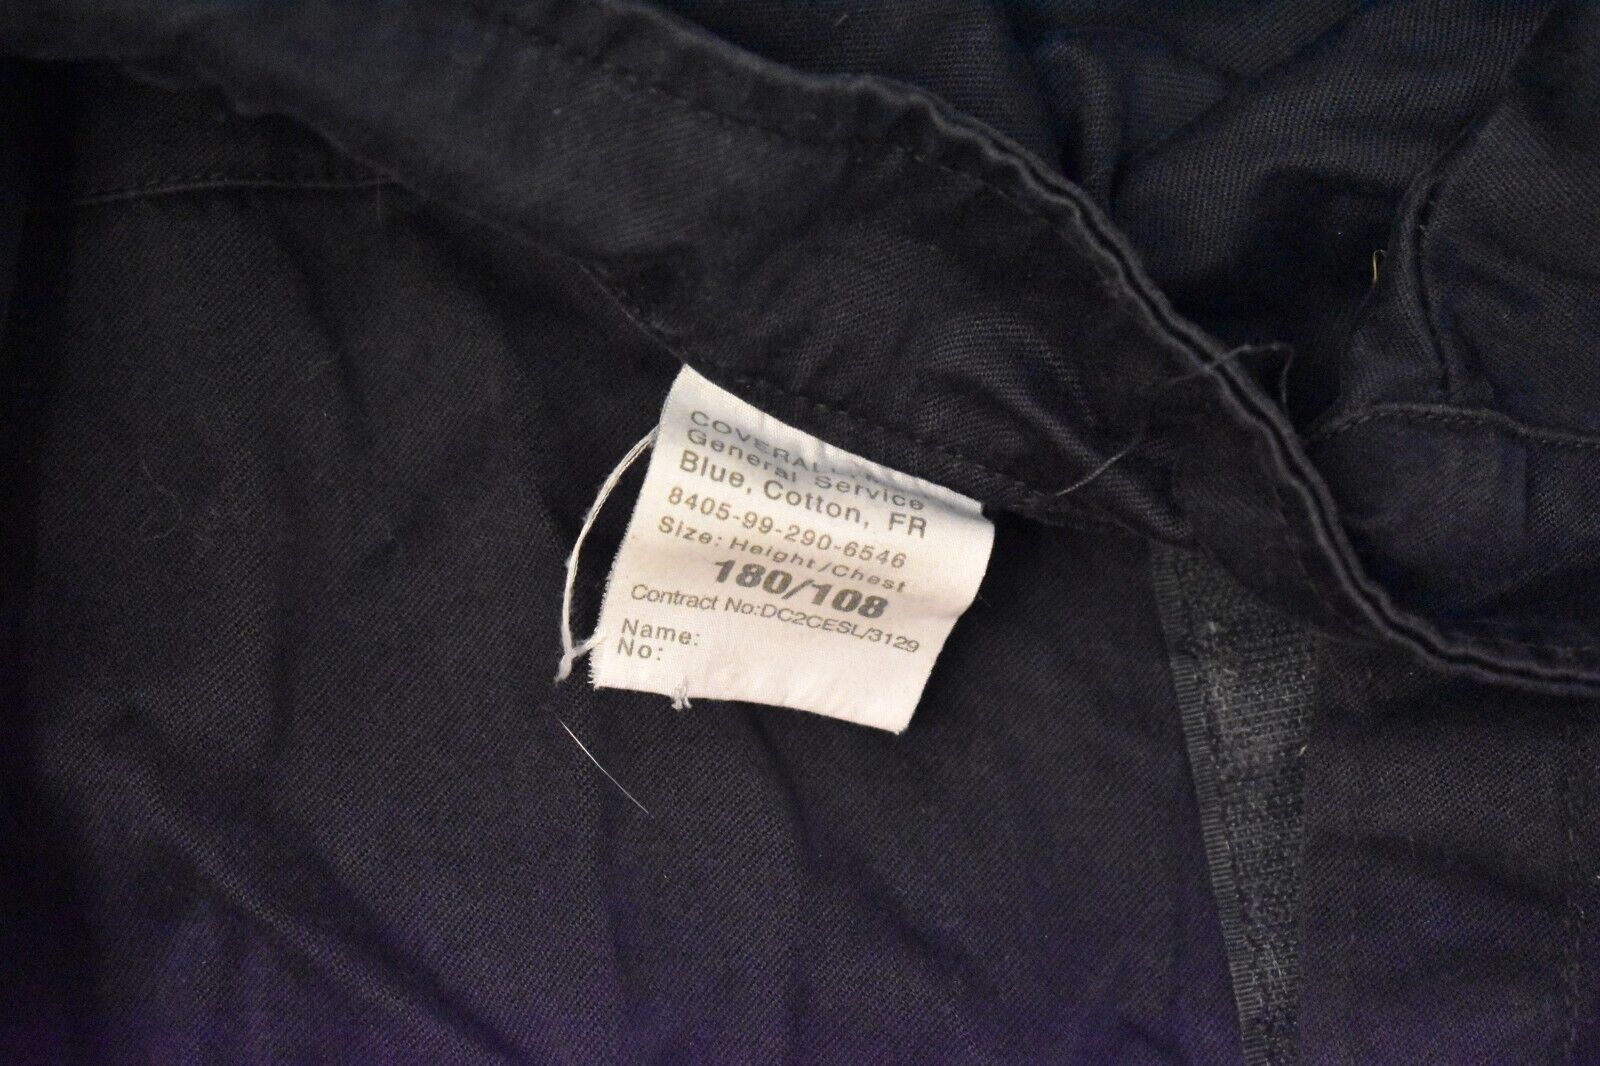 General Service
Blue, Cotton, FR
8405-99-290-6546
Size: Height/Chest
180/108
Contract No:DC2CESL/3129
Name:
No: